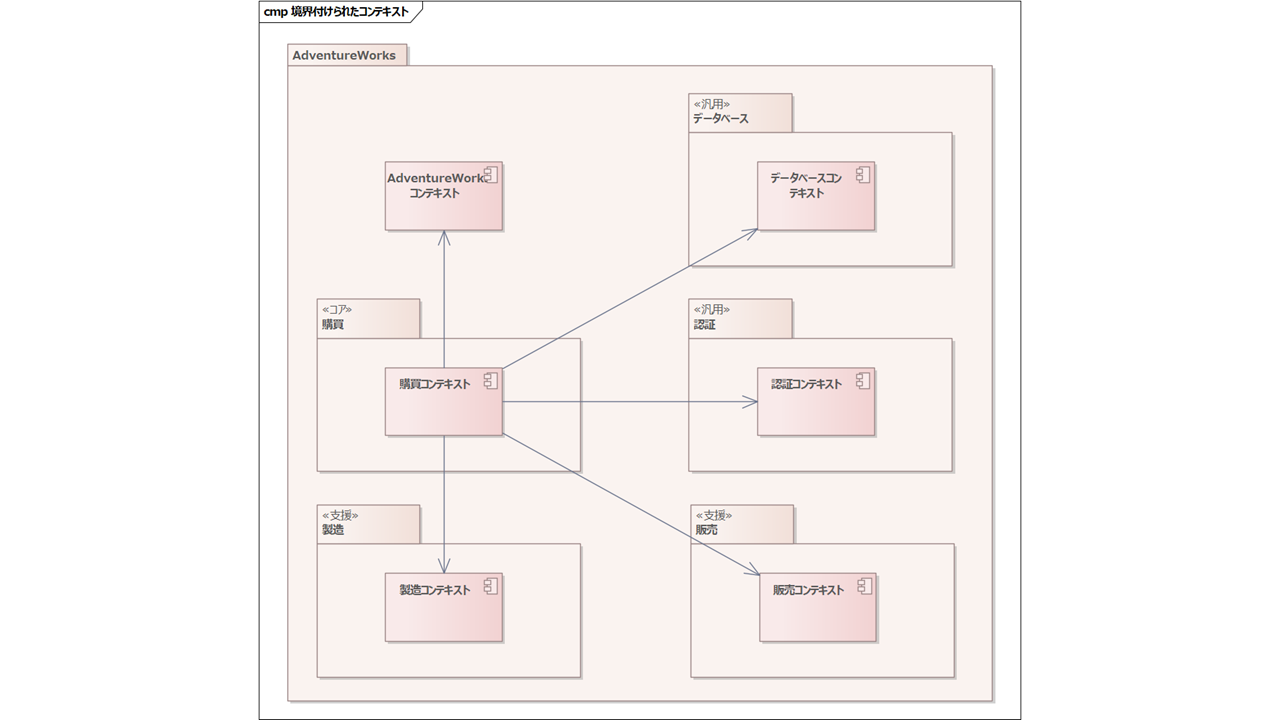 cmp 境界付けられたコンテキスト
AdventureWorks
«汎用»
データベース
AdventureWorks
コンテキスト
データベースコン
テキスト
«コア»
購買
«汎用»
認証
購買コンテキスト
認証コンテキスト
«支援»
製造
«支援»
販売
製造コンテキスト
販売コンテキスト